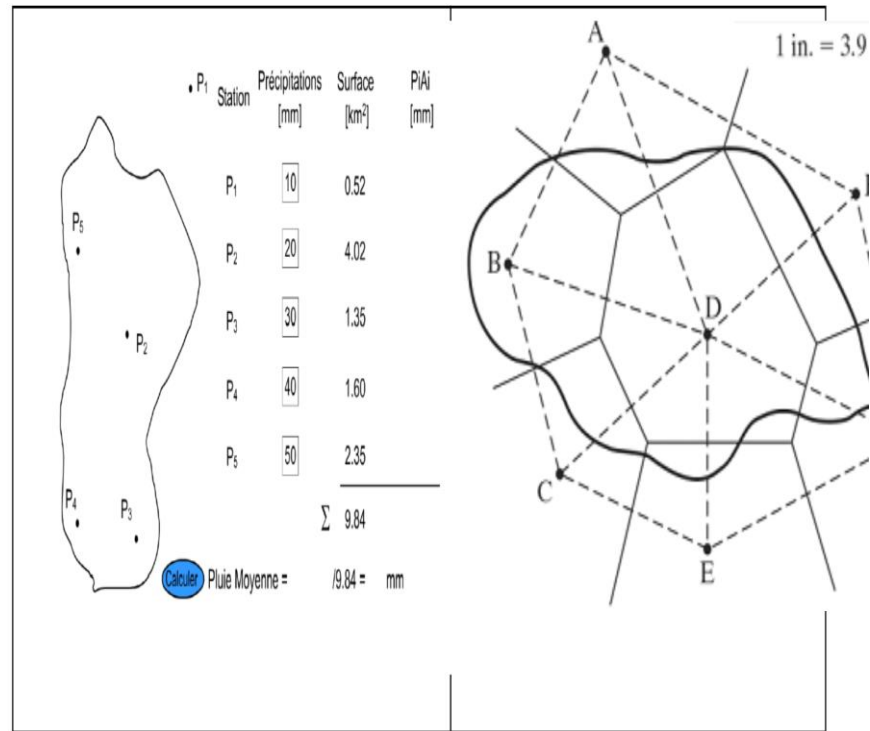 P1
Station Précipitations Surface PiAi
[mm] [km²] [mm]
P1 10 0.52
P2 20 4.02
P3 30 1.35
P4 40 1.60
P5 50 2.35
Σ 9.84
Calculer Pluie Moyenne = /9.84 = mm
P5
P2
P4
P3
1 in. = 3.9
A
B
D
C
E